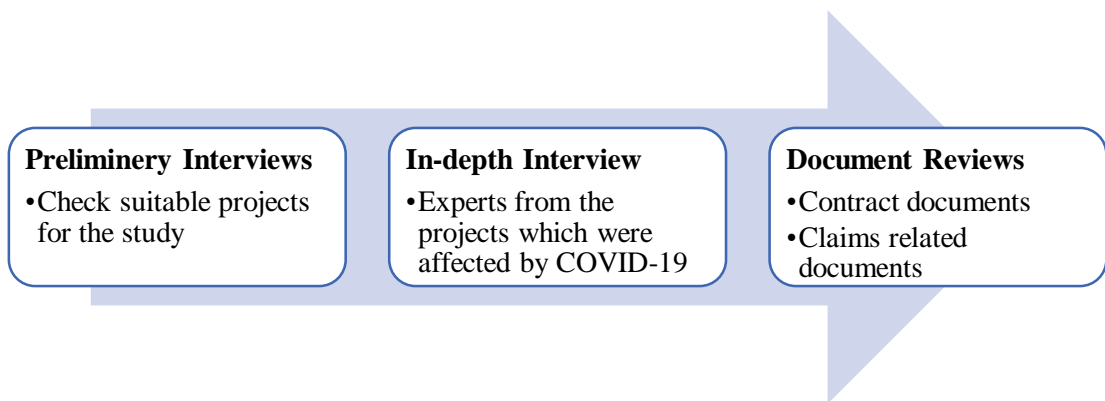 Preliminery Interviews
•Check suitable projects
for the study
In-depth Interview
•Experts from the
projects which were
affected by COVID-19
Document Reviews
•Contract documents
•Claims related
documents